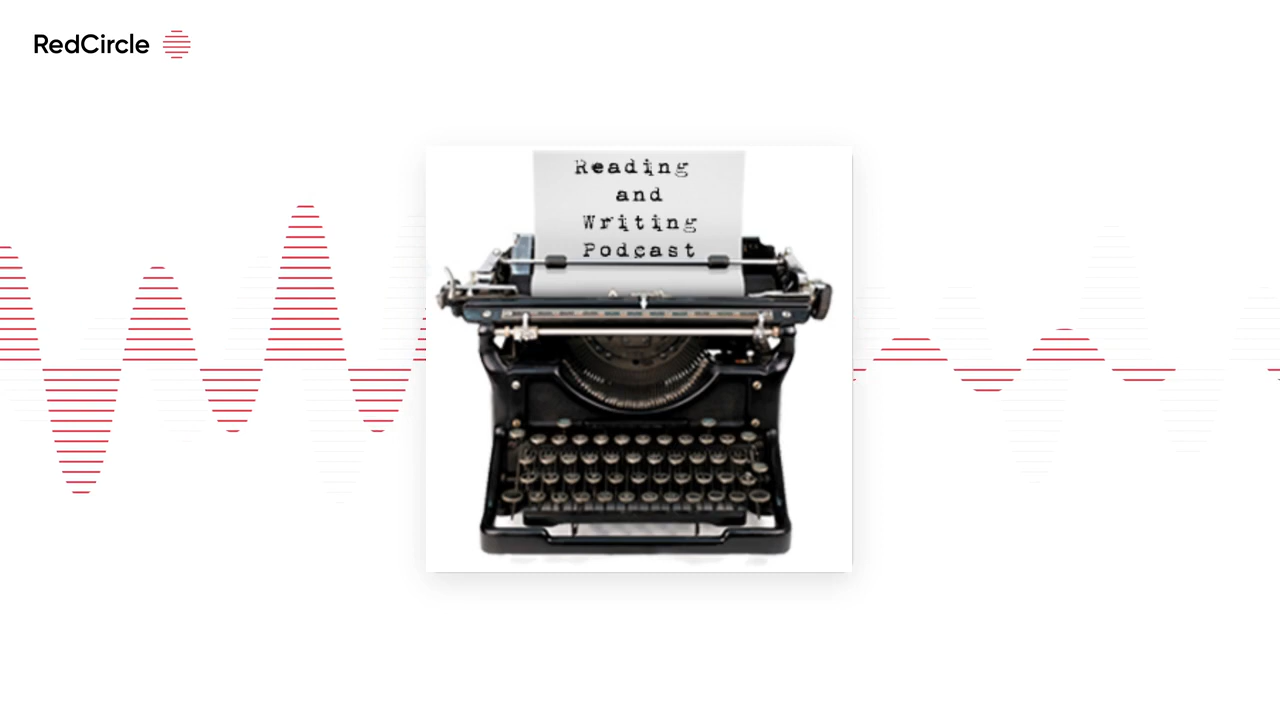 RedCircle
Reading
and
Writing
Podcast